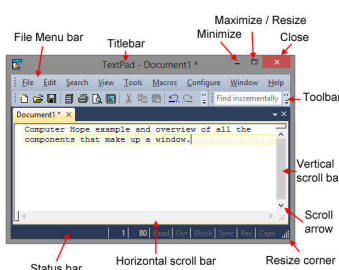 Maximize / Resize
File Menu bar
Titlebar
Minimize
Close
TextPad - Document1 *
File Edit Search View Tools Macros Configure Window Help
Find incrementally
Toolbar
Document1 *
Computer Hope example and overview of all the
components that make up a window.
Vertical
scroll ba
Scroll
arrow
1 80 Read Ovr Block Sync Rec Caps
Status bar
Horizontal scroll bar
Resize corner